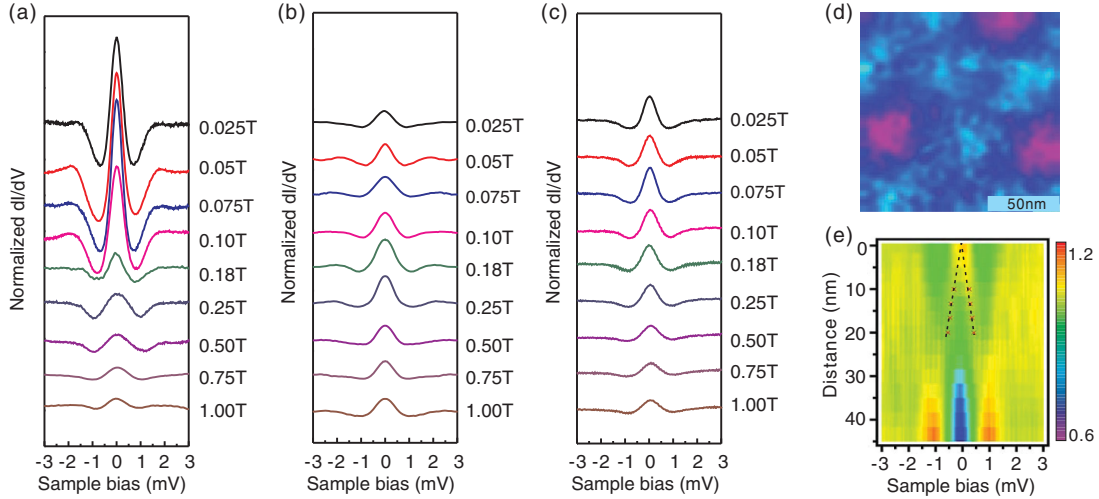 (a)
Normalized dI/dV
0.025T
0.05T
0.075T
0.10T
0.18T
0.25T
0.50T
0.75T
1.00T
-3 -2 -1 0 1 2 3
Sample bias (mV)
(b)
Normalized dI/dV
0.025T
0.05T
0.075T
0.10T
0.18T
0.25T
0.50T
0.75T
1.00T
-3 -2 -1 0 1 2 3
Sample bias (mV)
(c)
Normalized dI/dV
0.025T
0.05T
0.075T
0.10T
0.18T
0.25T
0.50T
0.75T
1.00T
-3 -2 -1 0 1 2 3
Sample bias (mV)
(d)
50nm
(e)
Distance (nm)
0
10
20
30
40
-3 -2 -1 0 1 2 3
Sample bias (mV)
1.2
0.6